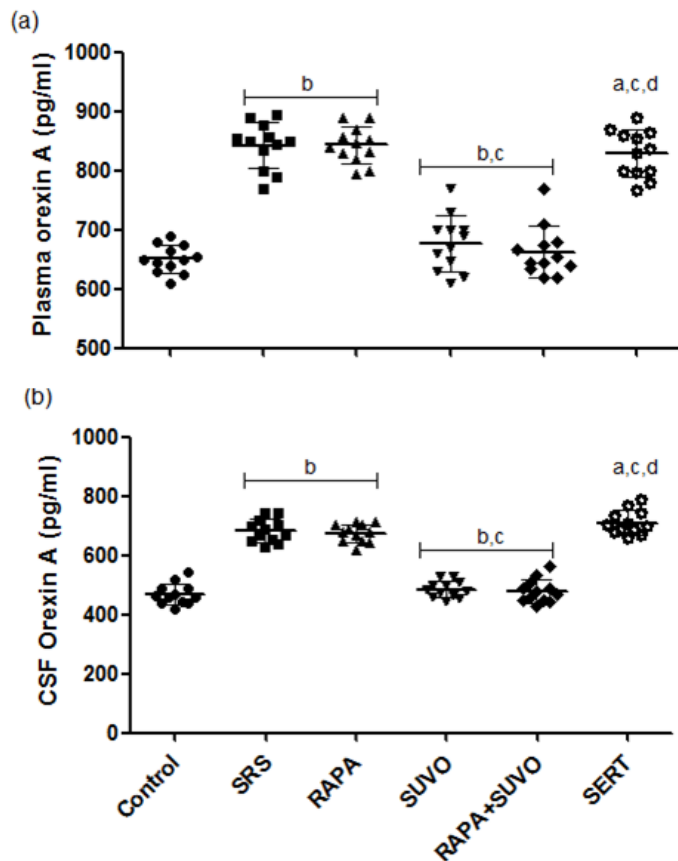 (a)
Plasma orexin A (pg/ml)
1000
900
800
700
600
500
b
b,c
a,c,d
(b)
CSF Orexin A (pg/ml)
1000
800
600
400
200
0
b
b,c
a,c,d
Control
SRS
RAPA
SUVO
RAPA+SUVO
SERT